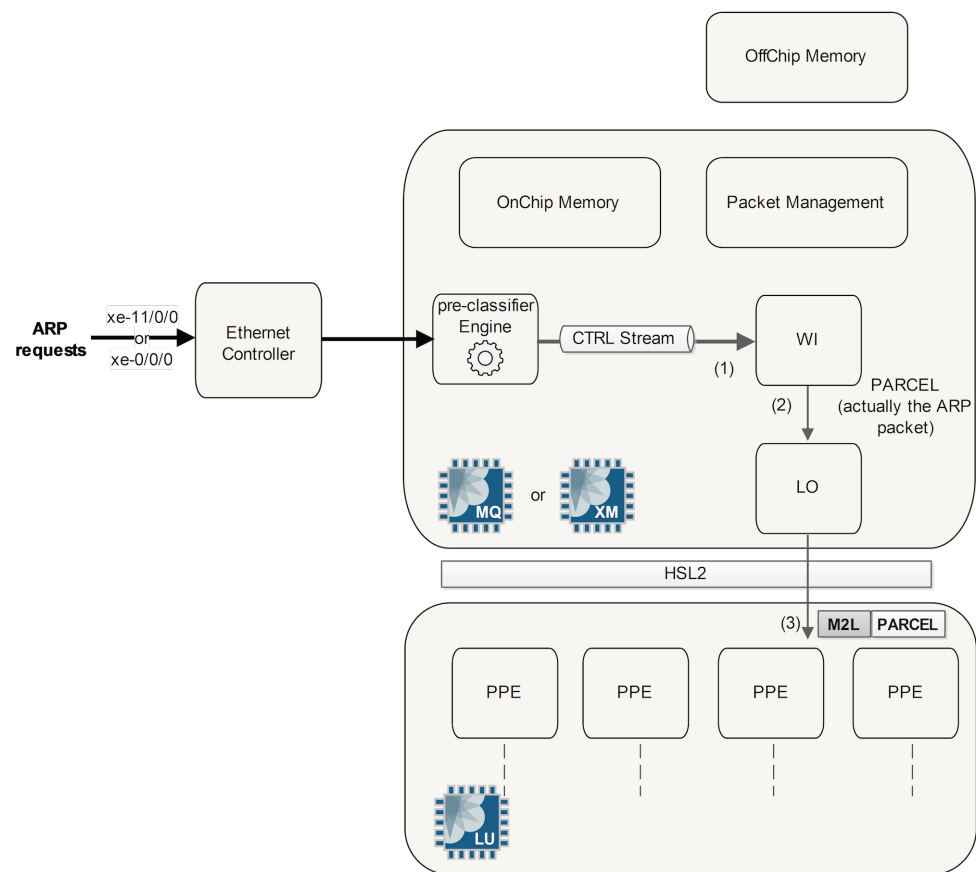 OffChip Memory
OnChip Memory
Packet Management
ARP
requests
xe-11/0/0
or
xe-0/0/0
Ethernet
Controller
pre-classifier
Engine
CTRL Stream
(1)
WI
(2)
PARCEL
(actually the ARP
packet)
LO
MQ
or
XM
HSL2
(3)
M2L
PARCEL
PPE
PPE
PPE
PPE
LU